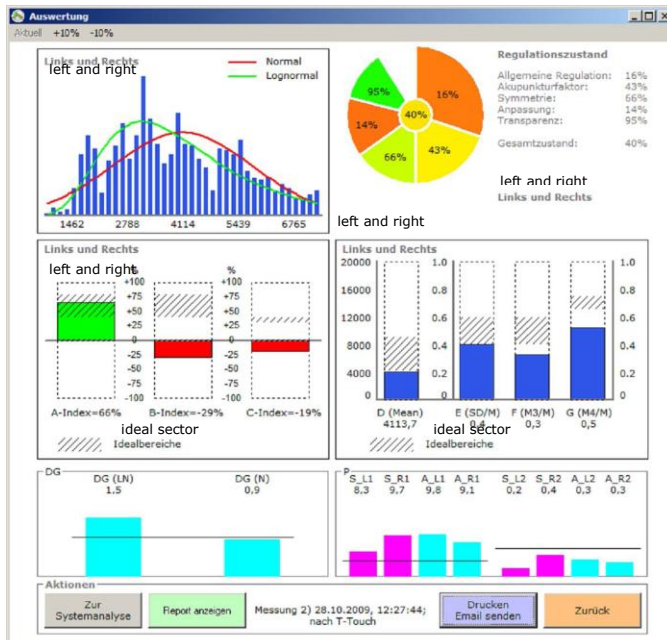 Auswertung
Aktuell +10% -10%
Links und Rechts
left and right
Normal
Lognormal
1462 2788 4114 5439 6765
95%
16%
40%
14%
66%
43%
Regulationszustand
Allgemeine Regulation: 16%
Akupunkturfaktor: 43%
Symmetrie: 66%
Anpassung: 14%
Transparenz: 95%
Gesamtzustand: 40%
left and right
Links und Rechts
left and right
Links und Rechts
left and right
% %
+100 +100
+75 +75
+50 +50
+25 +25
0 0
-25 -25
-50 -50
-75 -75
-100 -100
A-Index=66% B-Index=-29% C-Index=-19%
ideal sector
Idealbereiche
Links und Rechts
20000 1.0 1.0
16000 0.8 0.8
12000 0.6 0.6
8000 0.4 0.4
4000 0.2 0.2
0 0 0
D (Mean) E (SD/M) F (M3/M) G (M4/M)
4113,7 0,4 0,3 0,5
ideal sector
Idealbereiche
DG
DG (LN) DG (N)
1,5 0,9
P
S_L1 S_R1 A_L1 A_R1 S_L2 S_R2 A_L2 A_R2
8,3 9,7 9,8 9,1 0,2 0,4 0,3 0,3
Aktionen
Zur
Systemanalyse
Report anzeigen
Messung 2) 28.10.2009, 12:27:44;
nach T-Touch
Drucken
Email senden
Zurück